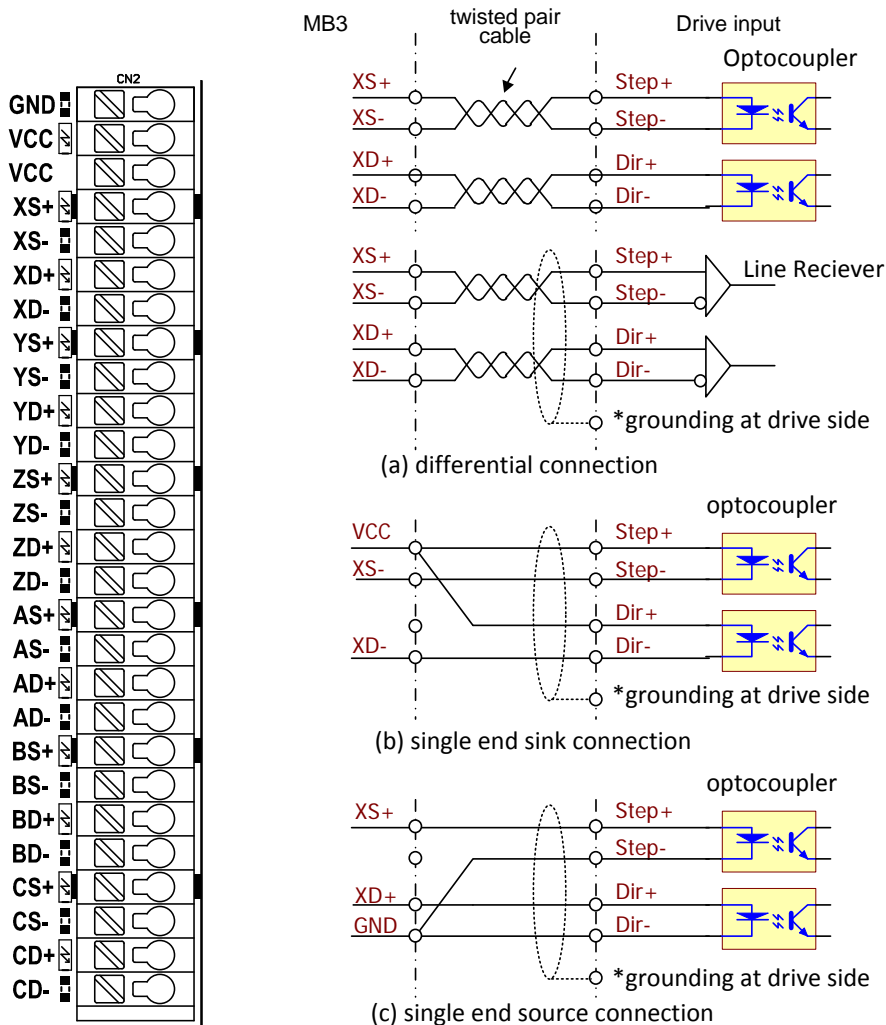 CN2
GND
VCC
VCC
XS+
XS-
XD+
XD-
YS+
YS-
YD+
YD-
ZS+
ZS-
ZD+
ZD-
AS+
AS-
AD+
AD-
BS+
BS-
BD+
BD-
CS+
CS-
CD+
CD-
MB3
twisted pair
cable
Drive input
Optocoupler
XS+ Step+
XS- Step-
XD+ Dir+
XD- Dir-
XS+ Step+
Line Reciever
XS- Step-
XD+ Dir+
XD- Dir-
*grounding at drive side
(a) differential connection
optocoupler
VCC Step+
XS- Step-
Dir+
XD- Dir-
*grounding at drive side
(b) single end sink connection
optocoupler
XS+ Step+
Step-
XD+ Dir+
GND Dir-
*grounding at drive side
(c) single end source connection